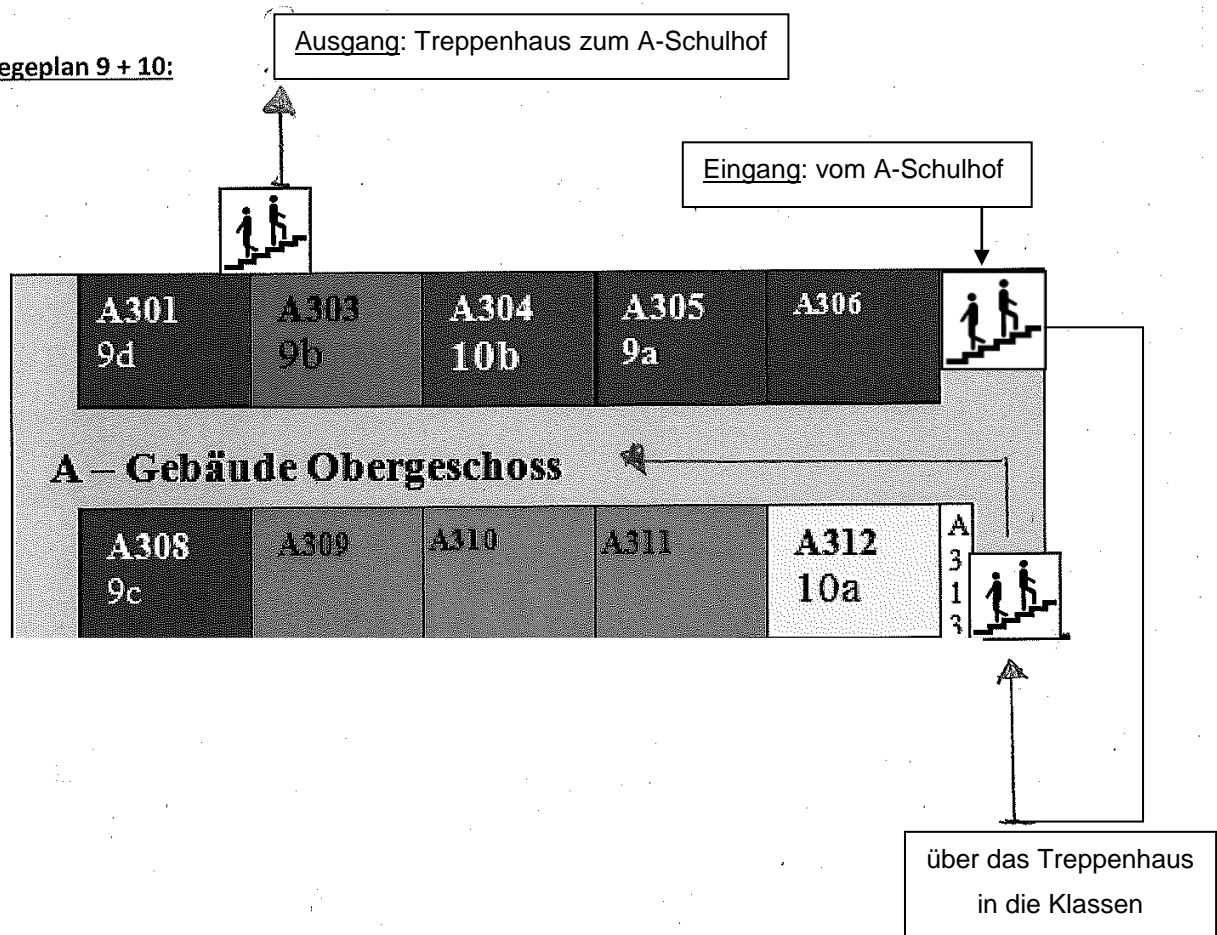 Ausgang: Treppenhaus zum A-Schulhof
egeplan 9 + 10:
Eingang: vom A-Schulhof
A301
9d
A303
9b
A304
10b
A305
9a
A306
A – Gebäude Obergeschoss
A308
9c
A309
A310
A311
A312
10a
A
3
1
3
über das Treppenhaus
in die Klassen